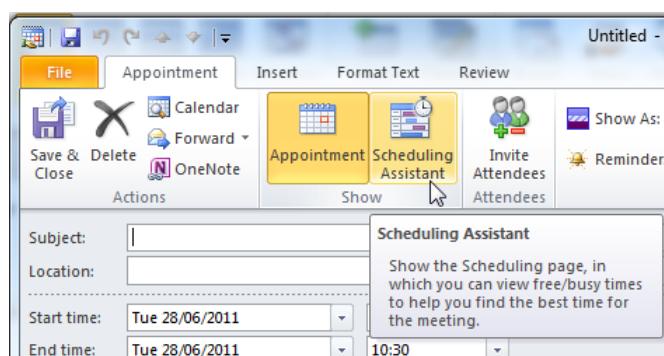 Untitled -
File Appointment Insert Format Text Review
Save & Close
Delete
Calendar
Forward
OneNote
Actions
Appointment
Scheduling Assistant
Show
Invite Attendees
Attendees
Show As:
Reminder
Subject:
Location:
Start time: Tue 28/06/2011
End time: Tue 28/06/2011 10:30
Scheduling Assistant
Show the Scheduling page, in
which you can view free/busy times
to help you find the best time for
the meeting.